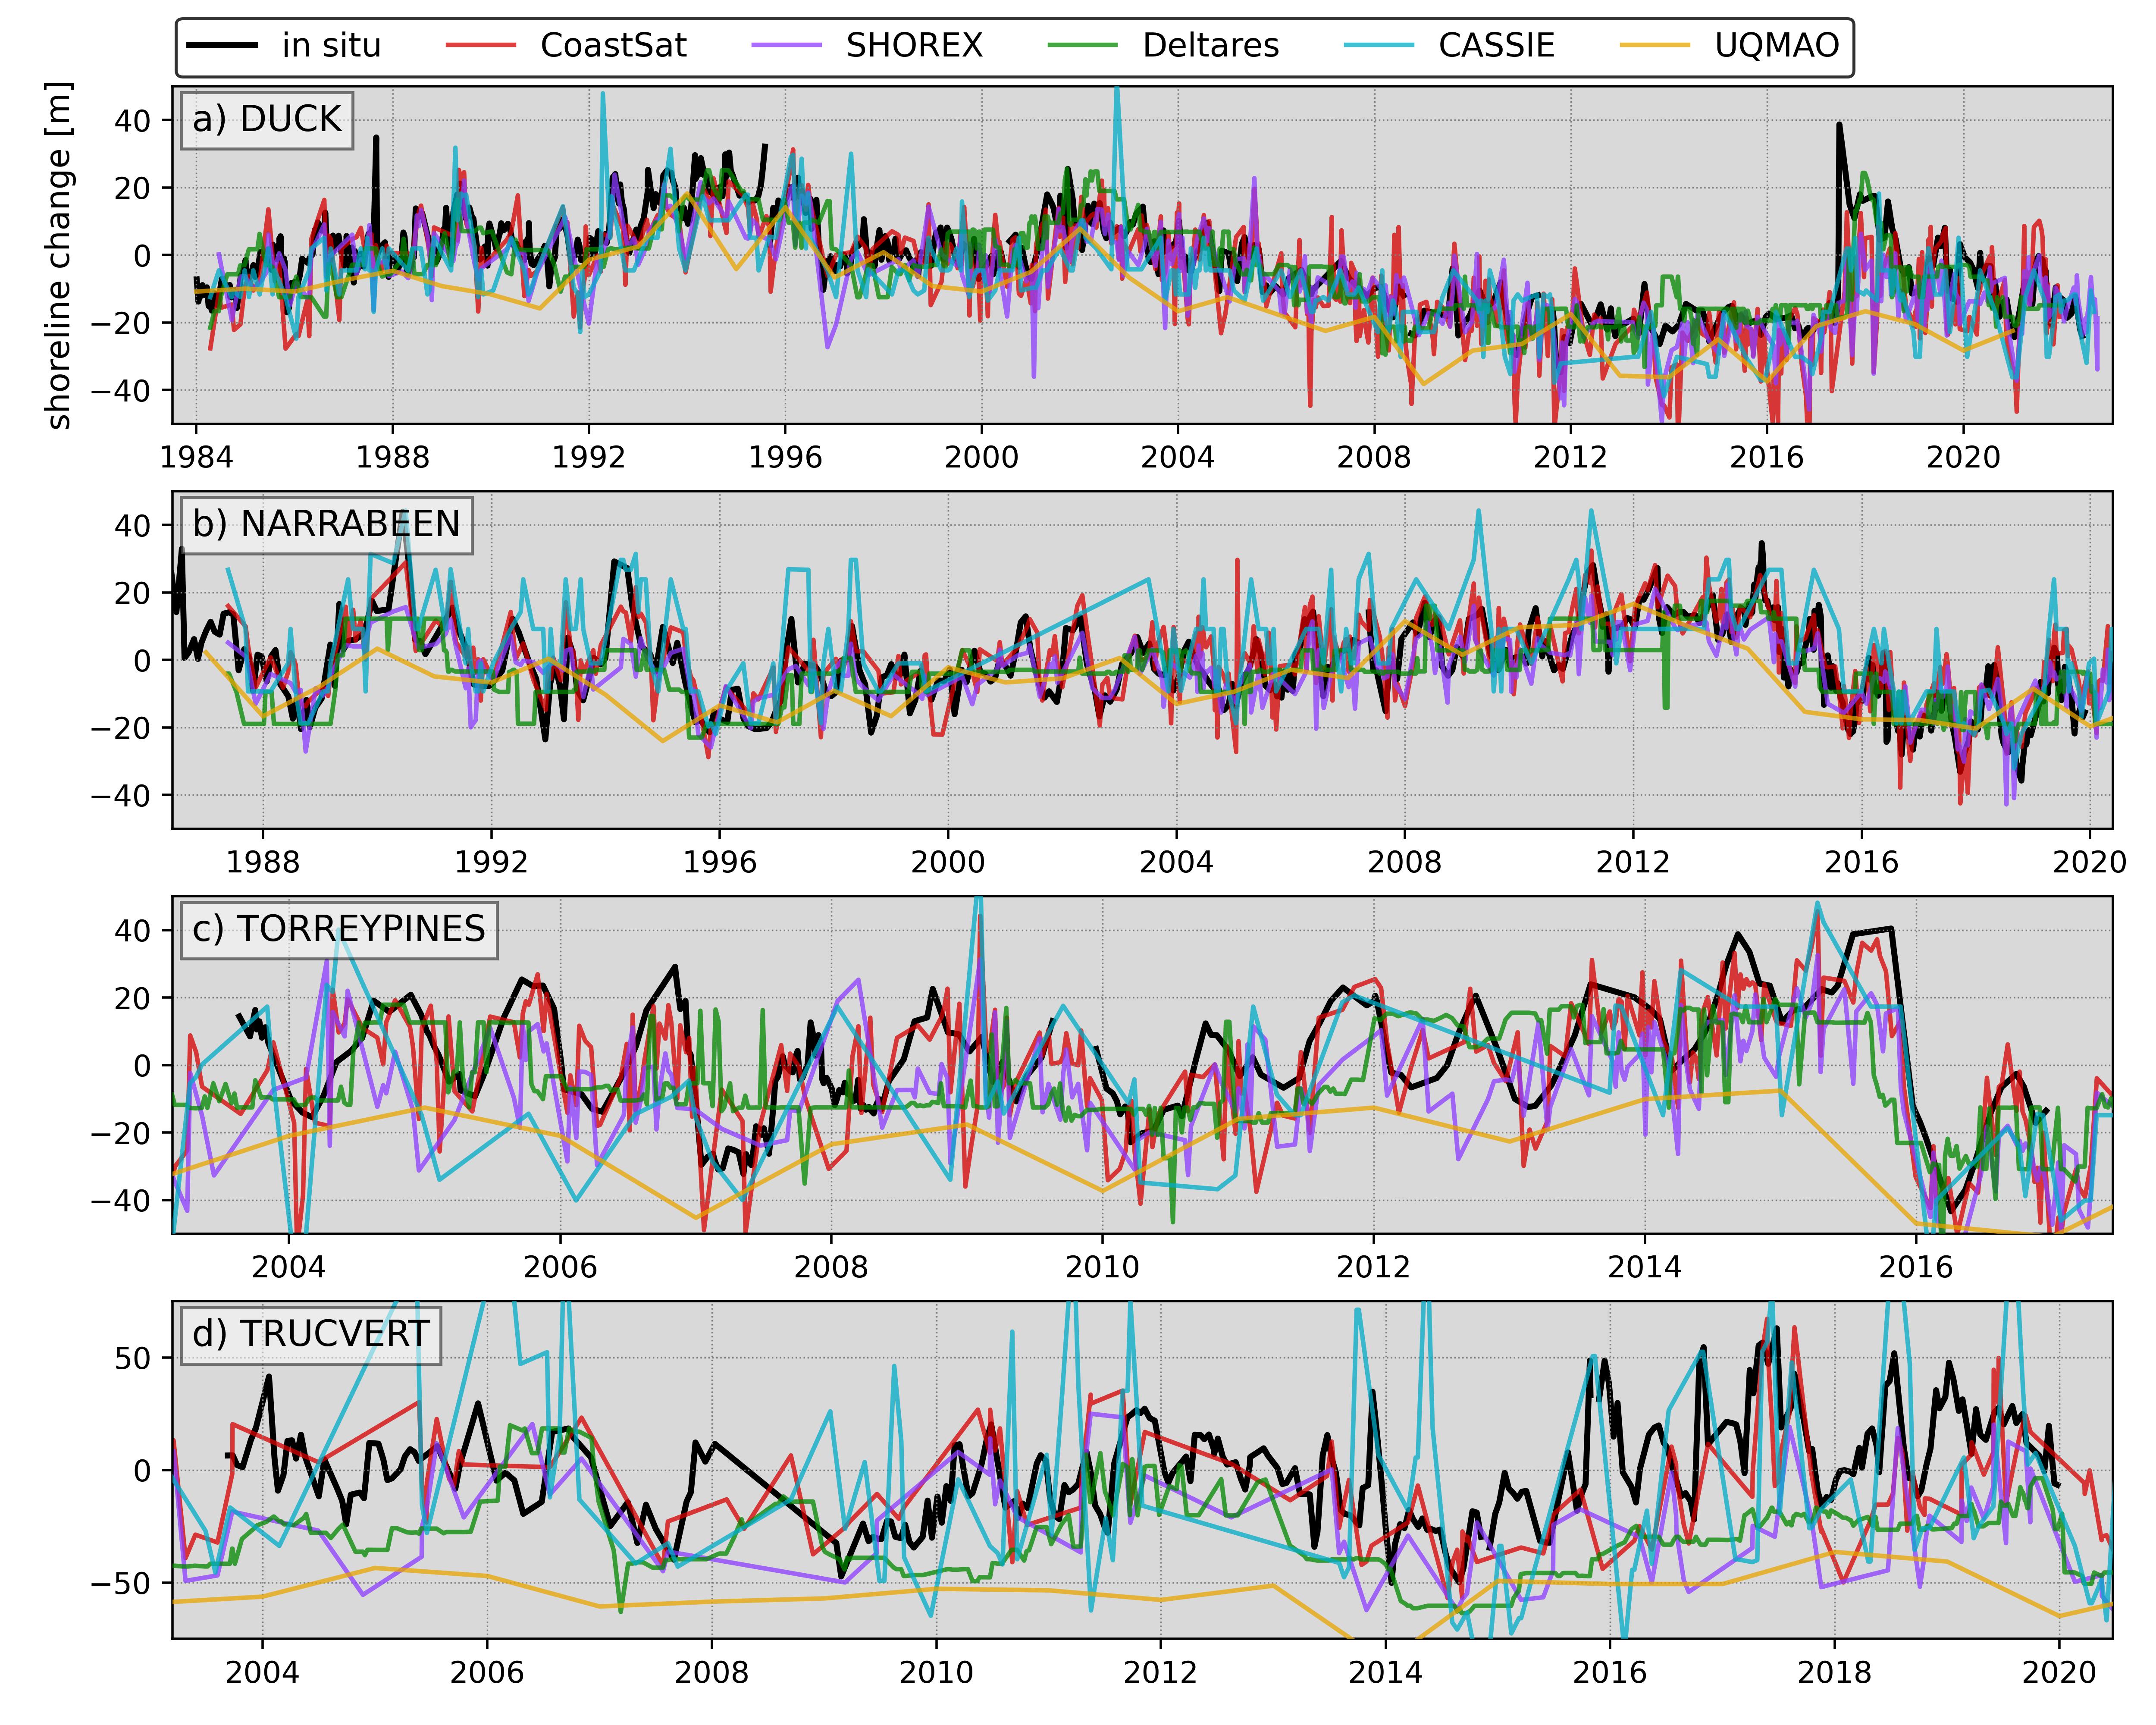 in situ CoastSat SHOREX Deltares CASSIE UQMAO
shoreline change [m]
a) DUCK
40
20
0
−20
−40
1984 1988 1992 1996 2000 2004 2008 2012 2016 2020
b) NARRABEEN
40
20
0
−20
−40
1988 1992 1996 2000 2004 2008 2012 2016 2020
c) TORREYPINES
40
20
0
−20
−40
2004 2006 2008 2010 2012 2014 2016
d) TRUCVERT
50
0
−50
2004 2006 2008 2010 2012 2014 2016 2018 2020